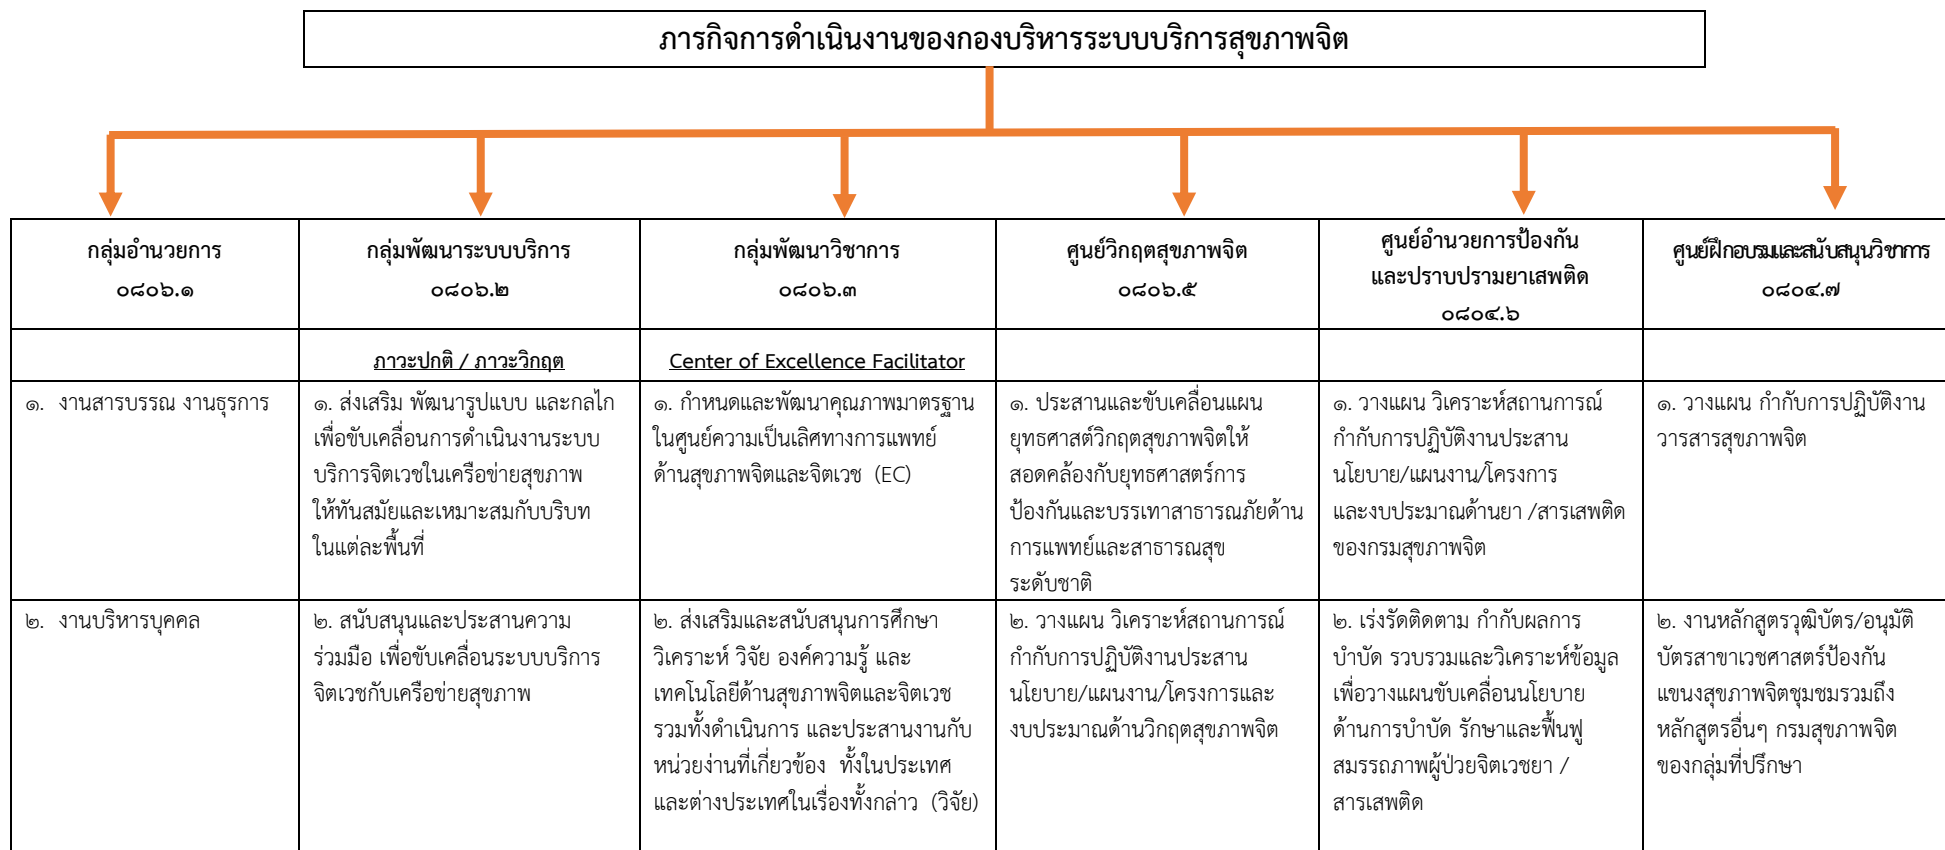 ภารกิจการดำเนินงานของกองบริหารระบบบริการสุขภาพจิต
กลุ่มอำนวยการ
๐๘๐๖.๑
กลุ่มพัฒนาระบบบริการ
๐๘๐๖.๒
กลุ่มพัฒนาวิชาการ
๐๘๐๖.๓
ศูนย์วิกฤตสุขภาพจิต
๐๘๐๖.๕
ศูนย์อำนวยการป้องกัน
และปราบปรามยาเสพติด
๐๘๐๔.๖
ศูนย์ฝึกอบรมและสนับสนุนวิชาการ
๐๘๐๔.๗
ภาวะปกติ / ภาวะวิกฤต
Center of Excellence Facilitator
๑. งานสารบรรณ งานธุรการ
๑. ส่งเสริม พัฒนารูปแบบ และกลไก
เพื่อขับเคลื่อนการดำเนินงานระบบ
บริการจิตเวชในเครือข่ายสุขภาพ
ให้ทันสมัยและเหมาะสมกับบริบท
ในแต่ละพื้นที่
๑. กำหนดและพัฒนาคุณภาพมาตรฐาน
ในศูนย์ความเป็นเลิศทางการแพทย์
ด้านสุขภาพจิตและจิตเวช (EC)
๑. ประสานและขับเคลื่อนแผน
ยุทธศาสต์วิกฤตสุขภาพจิตให้
สอดคล้องกับยุทธศาสตร์การ
ป้องกันและบรรเทาสาธารณภัยด้าน
การแพทย์และสาธารณสุข
ระดับชาติ
๑. วางแผน วิเคราะห์สถานการณ์
กำกับการปฏิบัติงานประสาน
นโยบาย/แผนงาน/โครงการ
และงบประมาณด้านยา /สารเสพติด
ของกรมสุขภาพจิต
๑. วางแผน กำกับการปฏิบัติงาน
วารสารสุขภาพจิต
๒. งานบริหารบุคคล
๒. สนับสนุนและประสานความ
ร่วมมือ เพื่อขับเคลื่อนระบบบริการ
จิตเวชกับเครือข่ายสุขภาพ
๒. ส่งเสริมและสนับสนุนการศึกษา
วิเคราะห์ วิจัย องค์ความรู้ และ
เทคโนโลยีด้านสุขภาพจิตและจิตเวช
รวมทั้งดำเนินการ และประสานงานกับ
หน่วยง่านที่เกี่ยวข้อง ทั้งในประเทศ
และต่างประเทศในเรื่องทั้งกล่าว (วิจัย)
๒. วางแผน วิเคราะห์สถานการณ์
กำกับการปฏิบัติงานประสาน
นโยบาย/แผนงาน/โครงการและ
งบประมาณด้านวิกฤตสุขภาพจิต
๒. เร่งรัดติดตาม กำกับผลการ
บำบัด รวบรวมและวิเคราะห์ข้อมูล
เพื่อวางแผนขับเคลื่อนนโยบาย
ด้านการบำบัด รักษาและฟื้นฟู
สมรรถภาพผู้ป่วยจิตเวชยา /
สารเสพติด
๒. งานหลักสูตรวุฒิบัตร/อนุมัติ
บัตรสาขาเวชศาสตร์ป้องกัน
แขนงสุขภาพจิตชุมชมรวมถึง
หลักสูตรอื่นๆ กรมสุขภาพจิต
ของกลุ่มที่ปรึกษา